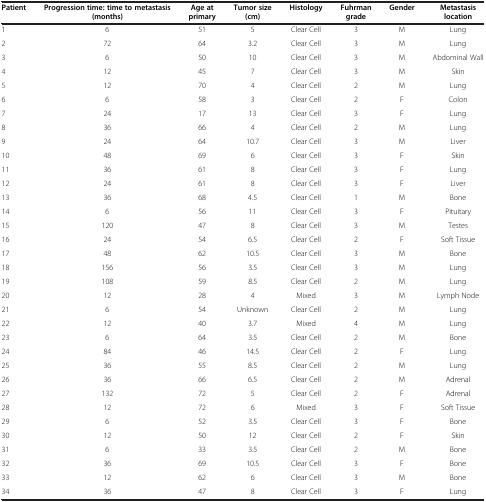 Patient Progression time: time to metastasis (months) Age at primary Tumor size (cm) Histology Fuhrman grade Gender Metastasis location
1 6 51 5 Clear Cell 3 M Lung
2 72 64 3.2 Clear Cell 3 M Lung
3 6 50 10 Clear Cell 3 M Abdominal Wall
4 12 45 7 Clear Cell 3 M Skin
5 12 70 4 Clear Cell 2 M Lung
6 6 58 3 Clear Cell 2 F Colon
7 24 17 13 Clear Cell 3 F Lung
8 36 66 4 Clear Cell 2 M Lung
9 24 64 10.7 Clear Cell 3 M Liver
10 48 69 6 Clear Cell 3 F Skin
11 36 61 8 Clear Cell 3 F Lung
12 24 61 8 Clear Cell 3 F Liver
13 36 68 4.5 Clear Cell 1 M Bone
14 6 56 11 Clear Cell 3 F Pituitary
15 120 47 8 Clear Cell 3 M Testes
16 24 54 6.5 Clear Cell 2 F Soft Tissue
17 48 62 10.5 Clear Cell 3 M Bone
18 156 56 3.5 Clear Cell 3 M Lung
19 108 59 8.5 Clear Cell 2 M Lung
20 12 28 4 Mixed 3 M Lymph Node
21 6 54 Unknown Clear Cell 2 M Lung
22 12 40 3.7 Mixed 4 M Lung
23 6 64 3.5 Clear Cell 2 M Bone
24 84 46 14.5 Clear Cell 2 F Lung
25 36 55 8.5 Clear Cell 2 M Lung
26 36 66 6.5 Clear Cell 2 M Adrenal
27 132 72 5 Clear Cell 2 F Adrenal
28 12 72 6 Mixed 3 F Soft Tissue
29 6 52 3.5 Clear Cell 3 F Bone
30 12 50 12 Clear Cell 2 F Skin
31 6 33 3.5 Clear Cell 2 M Bone
32 36 69 10.5 Clear Cell 3 F Bone
33 12 62 6 Clear Cell 3 M Bone
34 36 47 8 Clear Cell 3 F Lung